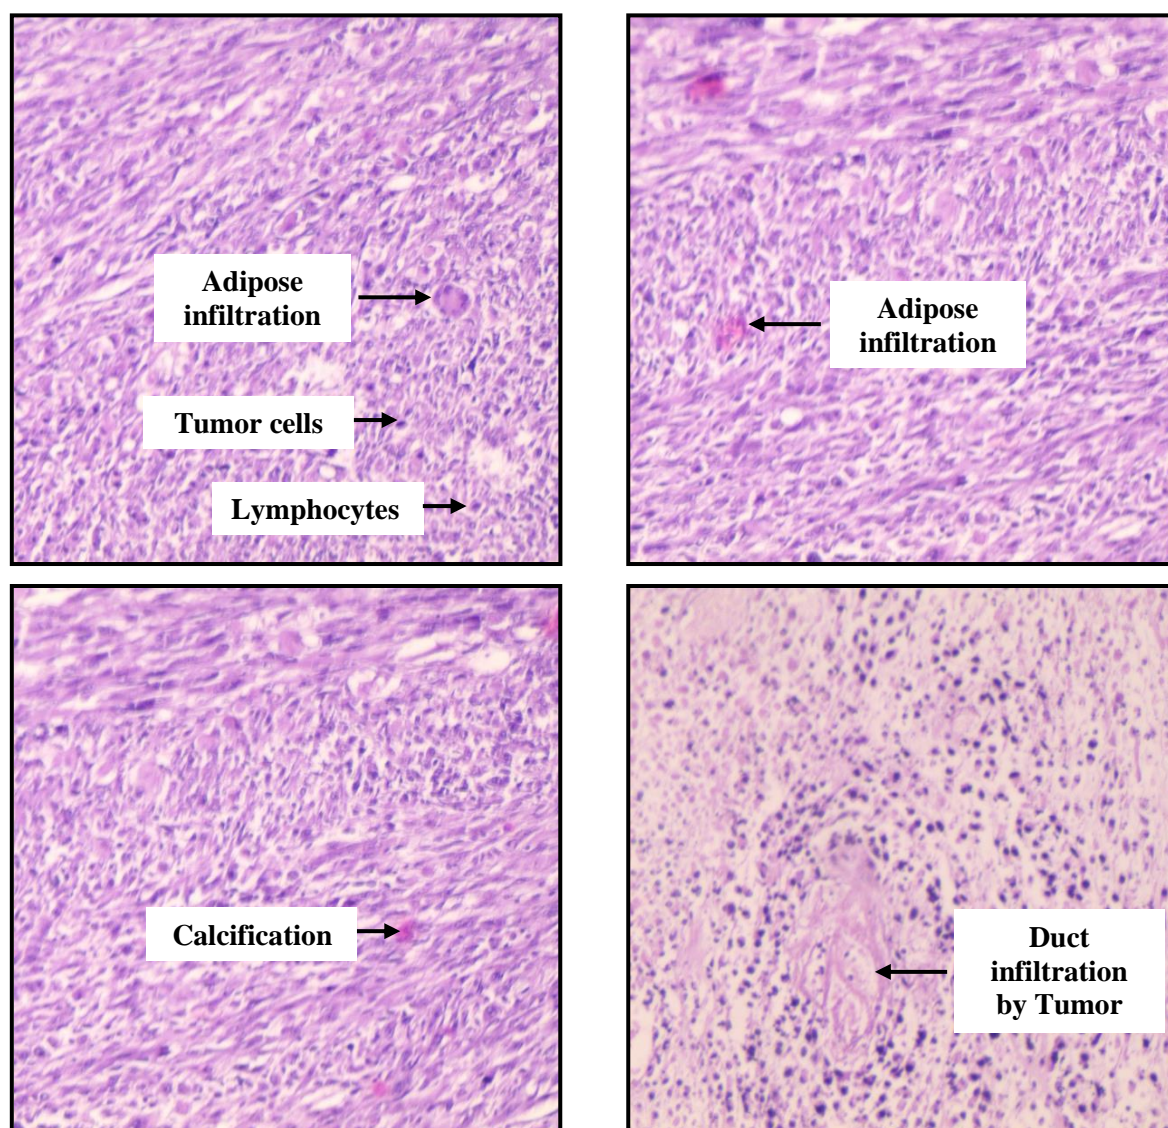 Adipose
infiltration
Tumor cells
Lymphocytes
Adipose
infiltration
Calcification
Duct
infiltration
by Tumor